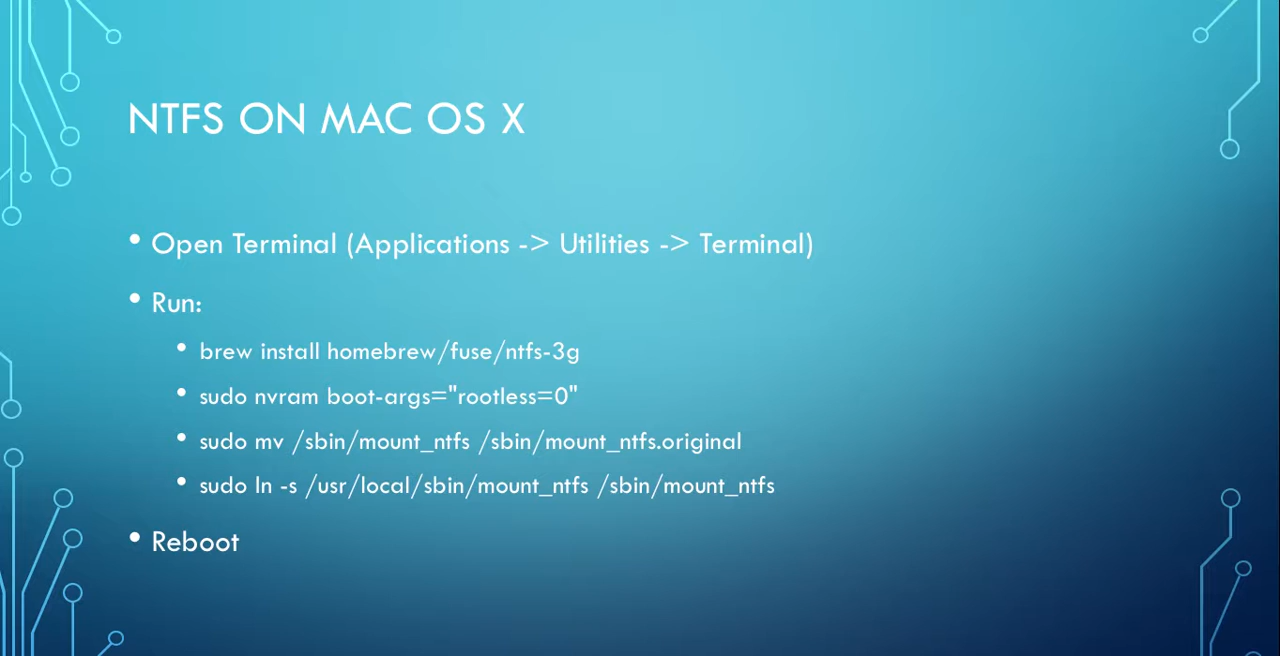 NTFS ON MAC OS X
• Open Terminal (Applications -> Utilities -> Terminal)
• Run:
• brew install homebrew/fuse/ntfs-3g
• sudo nvram boot-args="rootless=0"
• sudo mv /sbin/mount_ntfs /sbin/mount_ntfs.original
• sudo ln -s /usr/local/sbin/mount_ntfs /sbin/mount_ntfs
• Reboot